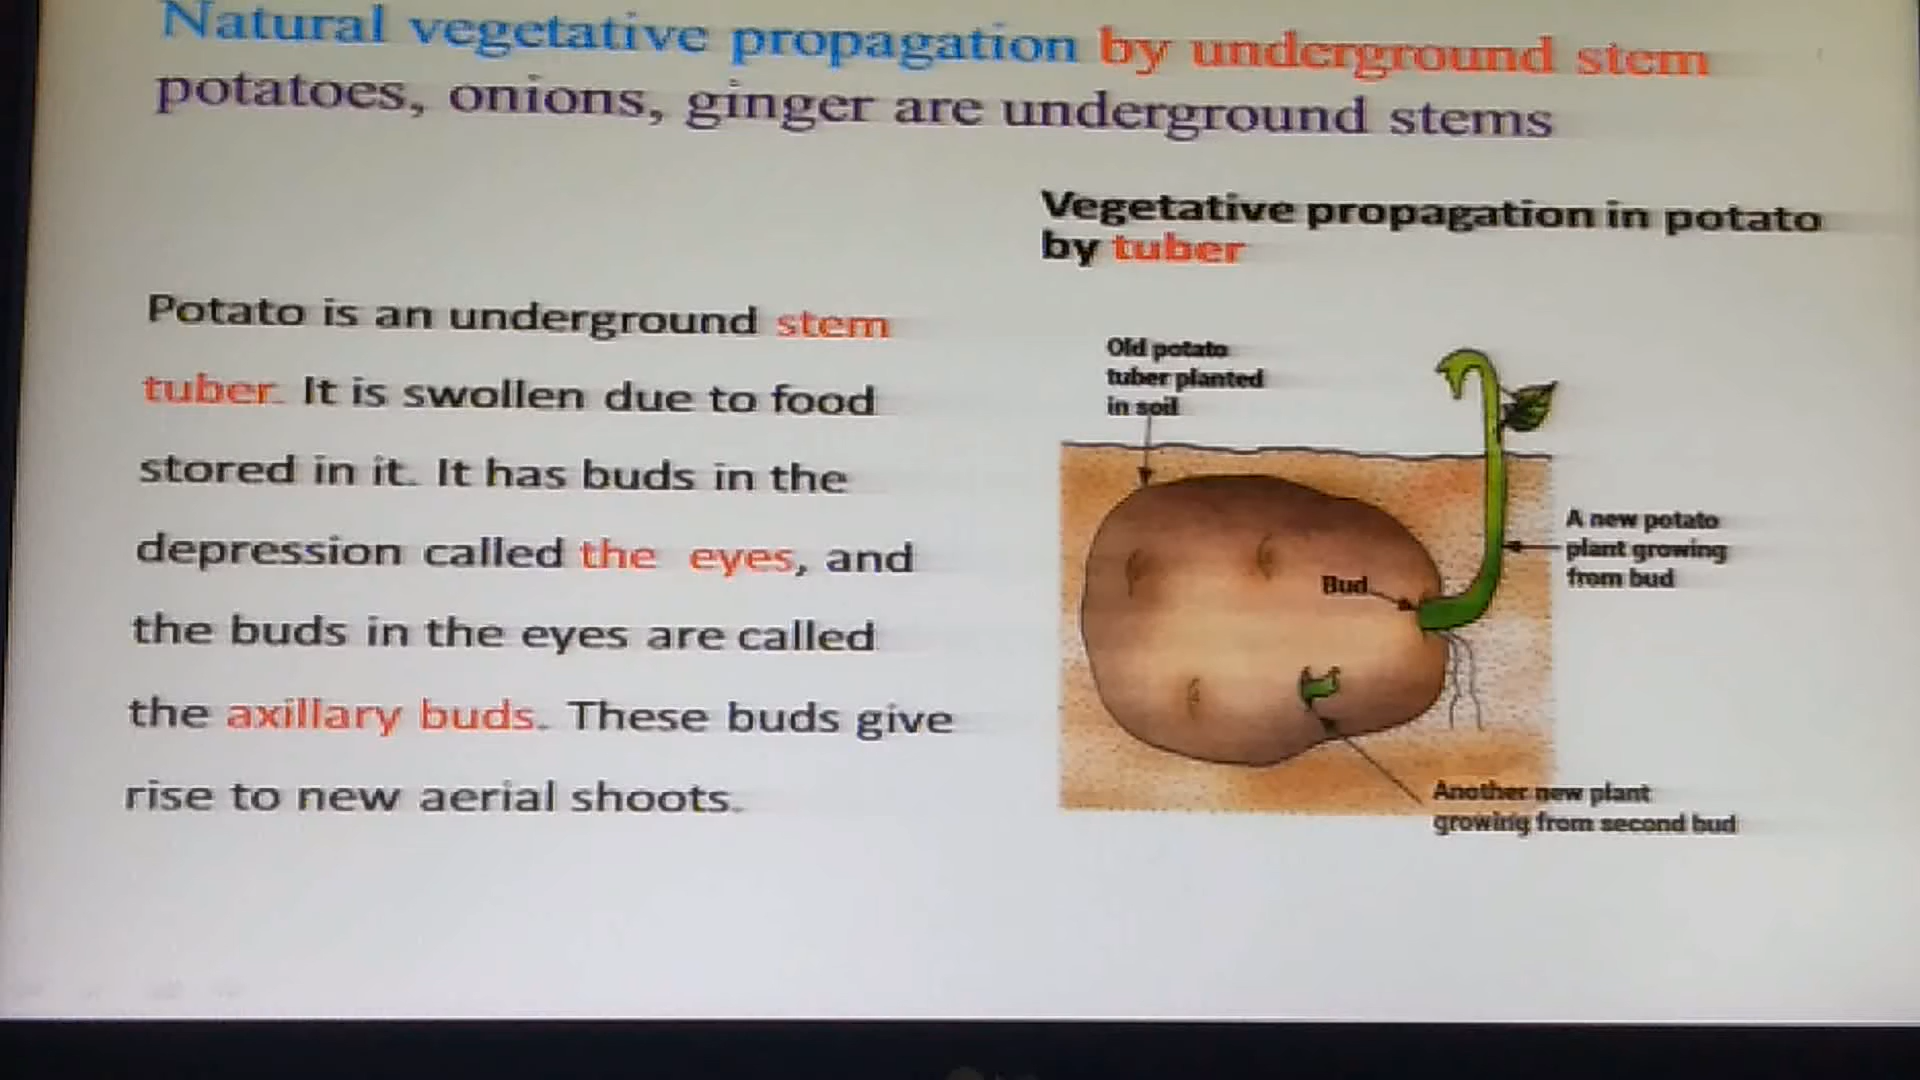 Natural vegetative propagation by underground stem
potatoes, onions, ginger are underground stems
Vegetative propagation in potato
by tuber
Potato is an underground stem
tuber. It is swollen due to food
stored in it. It has buds in the
depression called the eyes, and
the buds in the eyes are called
the axillary buds. These buds give
rise to new aerial shoots.
Old potato
tuber planted
in soil
Bud
A new potato
plant growing
from bud
Another new plant
growing from second bud